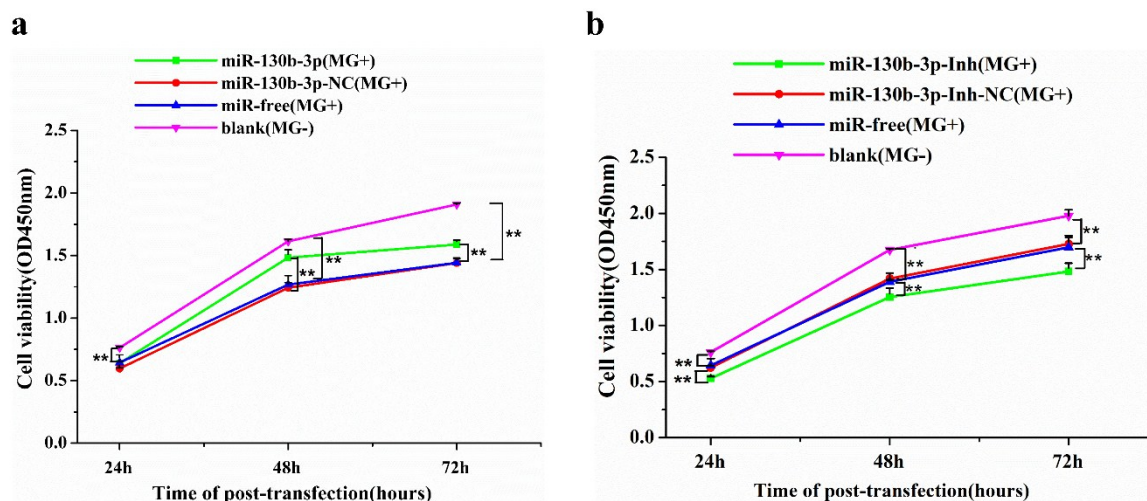 a
miR-130b-3p(MG+)
miR-130b-3p-NC(MG+)
miR-free(MG+)
blank(MG-)
Cell viability(OD450nm)
2.5
2.0
1.5
1.0
0.5
0.0
**
**
**
**
**
24h
48h
72h
Time of post-transfection(hours)
b
miR-130b-3p-Inh(MG+)
miR-130b-3p-Inh-NC(MG+)
miR-free(MG+)
blank(MG-)
Cell viability(OD450nm)
2.5
2.0
1.5
1.0
0.5
0.0
**
**
**
**
**
**
24h
48h
72h
Time of post-transfection(hours)